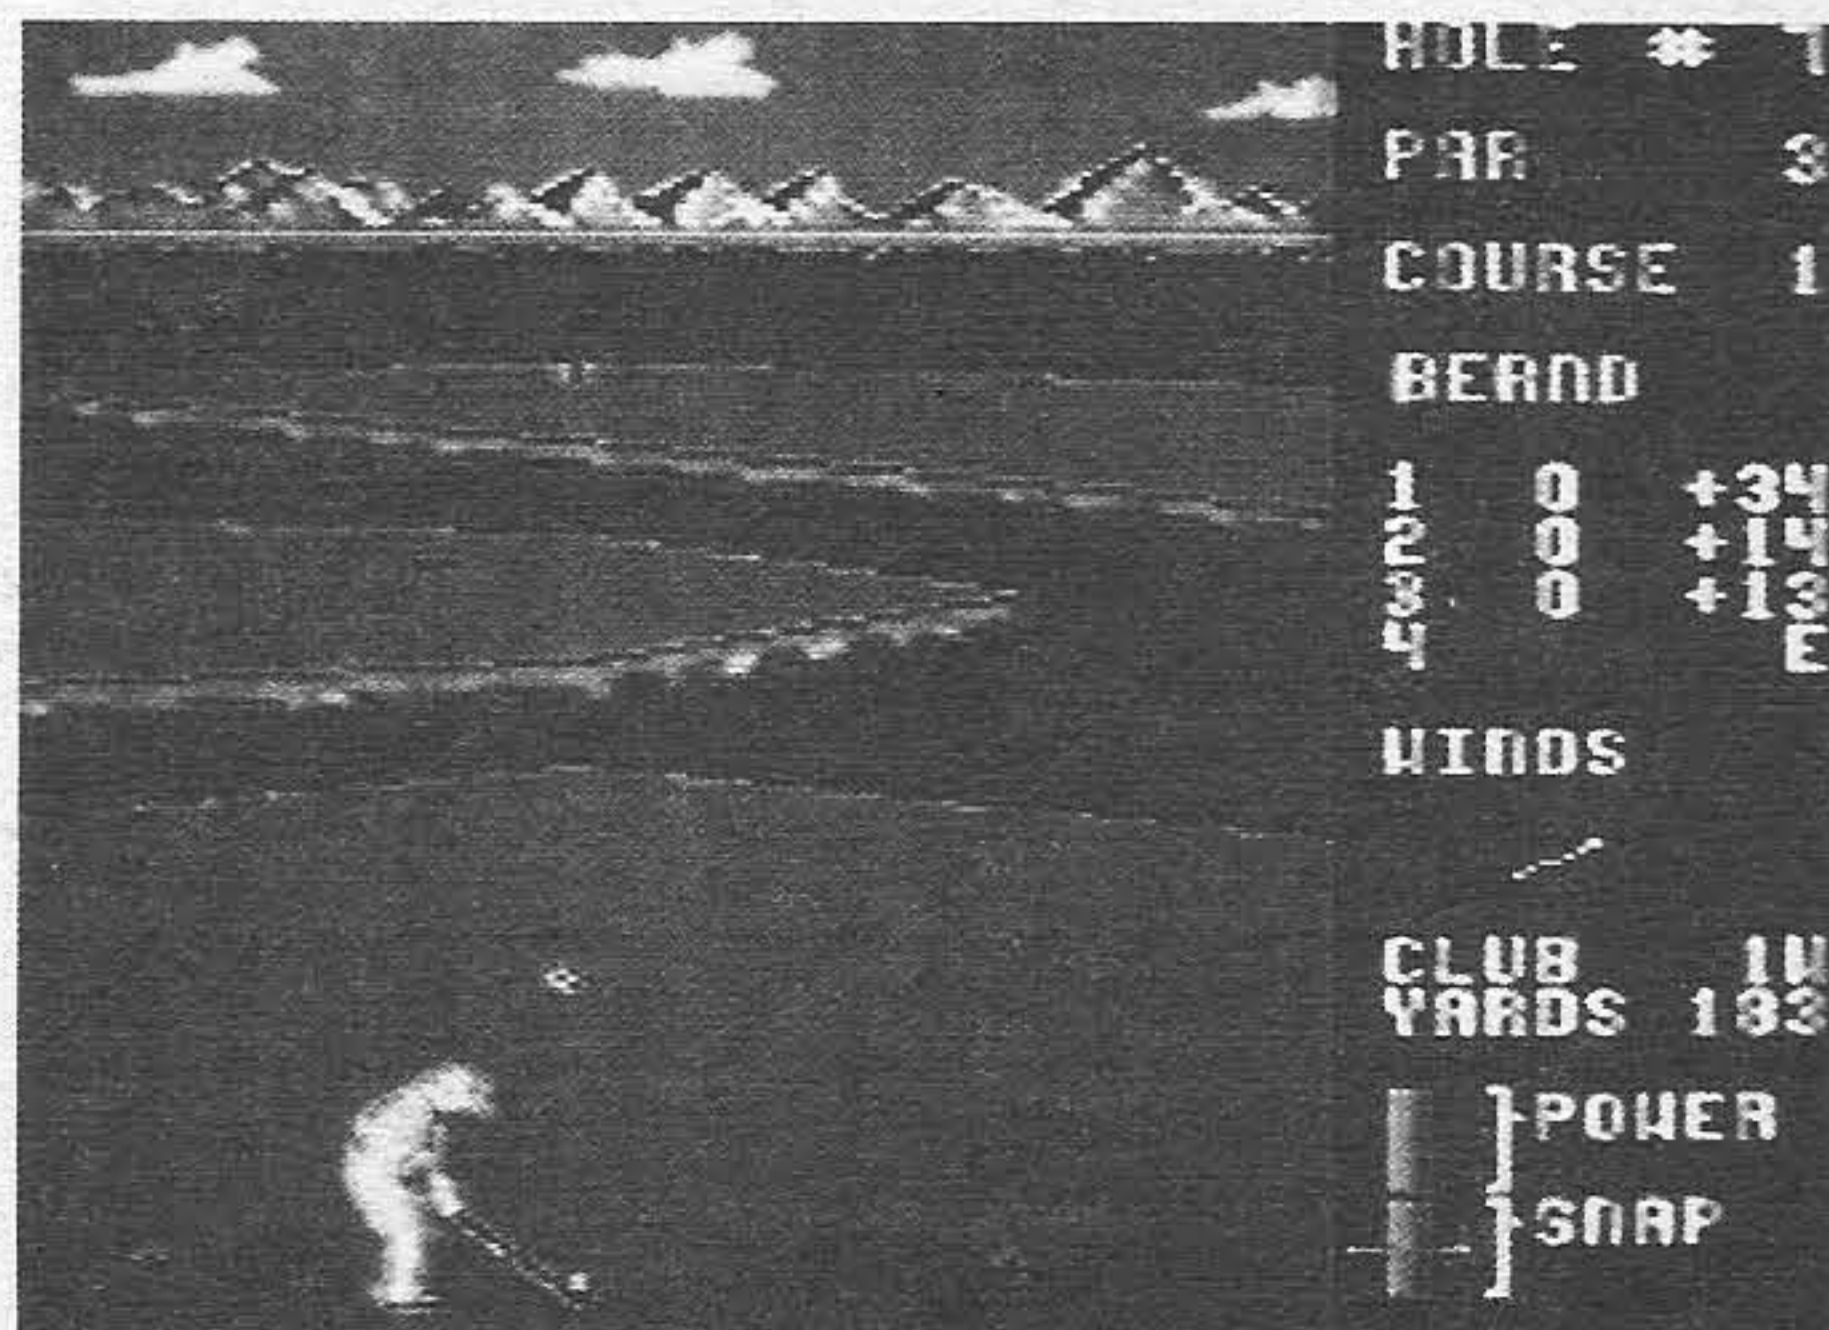 HOLE # 7
PAR 3
COURSE 1
BERND
1 0 +34
2 0 +14
3 0 +13
4 E
WINDS
CLUB 1W
YARDS 183
POWER
SNAP